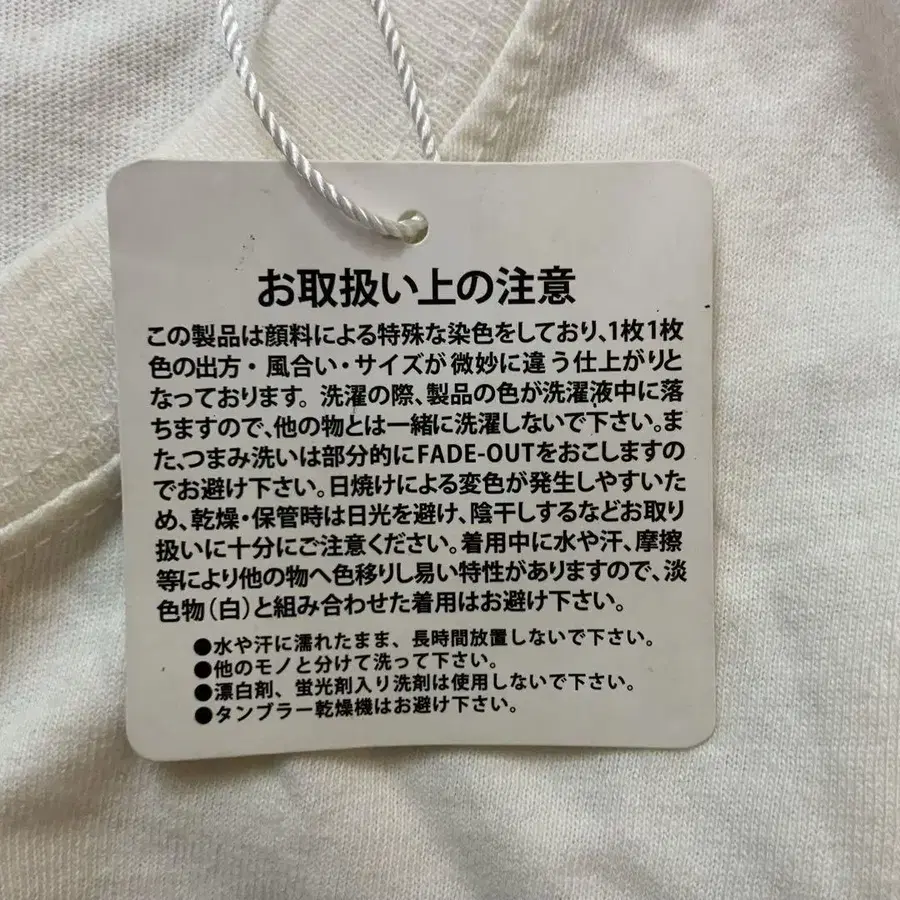 お取扱い上の注意
この製品は顔料による特殊な染色をしており、1枚1枚
色の出方・風合い・サイズが微妙に違う仕上がりと
なっております。洗濯の際、製品の色が洗濯液中に落
ちますので、他の物とは一緒に洗濯しないで下さい。ま
た、つまみ洗いは部分的にFADE-OUTをおこしますの
でお避け下さい。日焼けによる変色が発生しやすいた
め、乾燥・保管時は日光を避け、陰干しするなどお取り
扱いに十分にご注意ください。着用中に水や汗、摩擦
等により他の物へ色移りし易い特性がありますので、淡
色物（白）と組み合わせた着用はお避け下さい。
●水や汗に濡れたまま、長時間放置しないで下さい。
●他のモノと分けて洗って下さい。
●漂白剤、蛍光剤入り洗剤は使用しないで下さい。
●タンブラー乾燥機はお避け下さい。